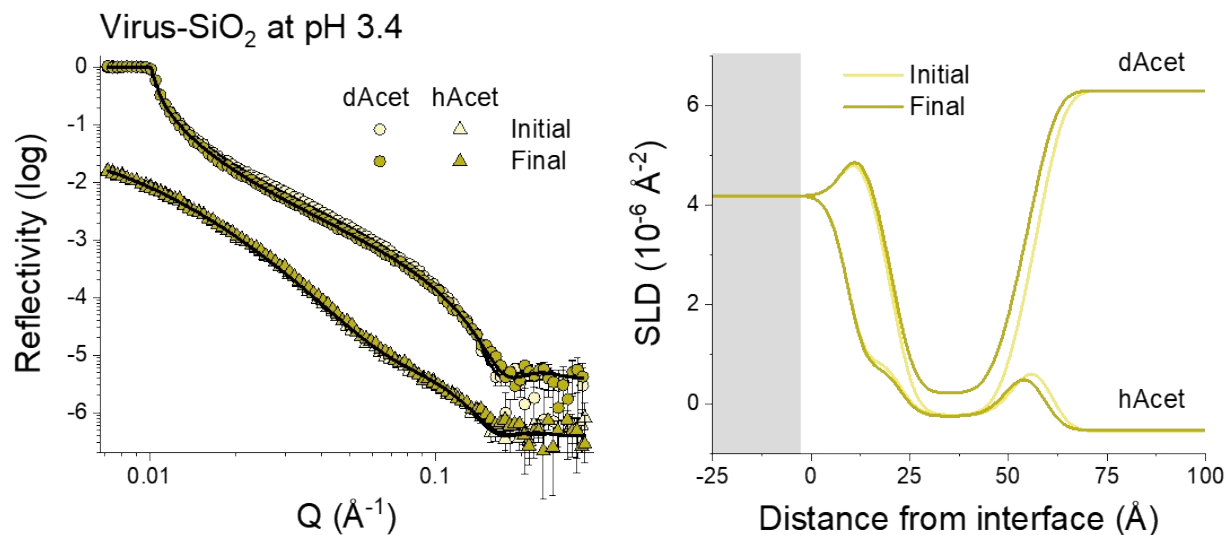 Virus-SiO₂ at pH 3.4
0
-1
-2
-3
-4
-5
-6
Reflectivity (log)
dAcet hAcet
Initial
Final
0.01 0.1
Q (Å⁻¹)
6
4
2
0
SLD (10⁻⁶ Å⁻²)
Initial
Final
dAcet
hAcet
-25 0 25 50 75 100
Distance from interface (Å)